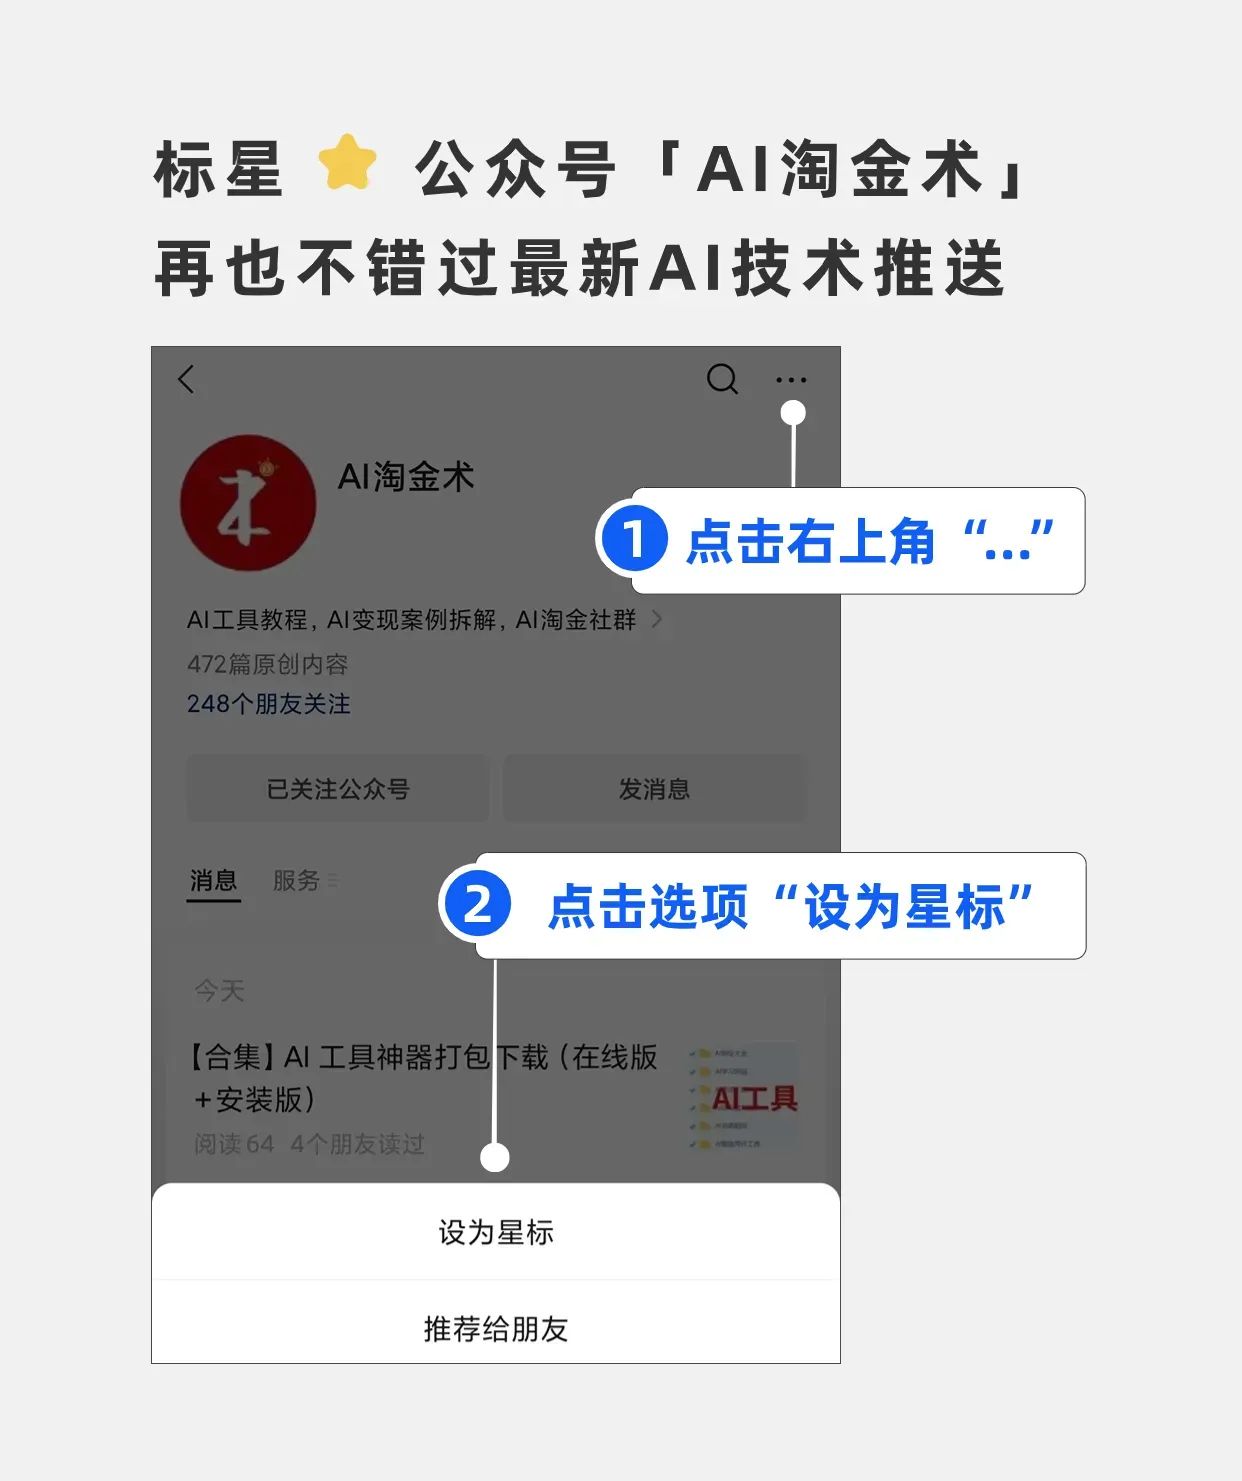 标星 公众号「AI淘金术」
再也不错过最新AI技术推送
AI淘金术
1 点击右上角“...”
AI工具教程，AI变现案例拆解，AI淘金社群
472篇原创内容
248个朋友关注
已关注公众号 发消息
消息 服务
2 点击选项“设为星标”
今天
【合集】AI 工具神器打包下载（在线版
+安装版）
AI工具
阅读 64 4个朋友读过
设为星标
推荐给朋友